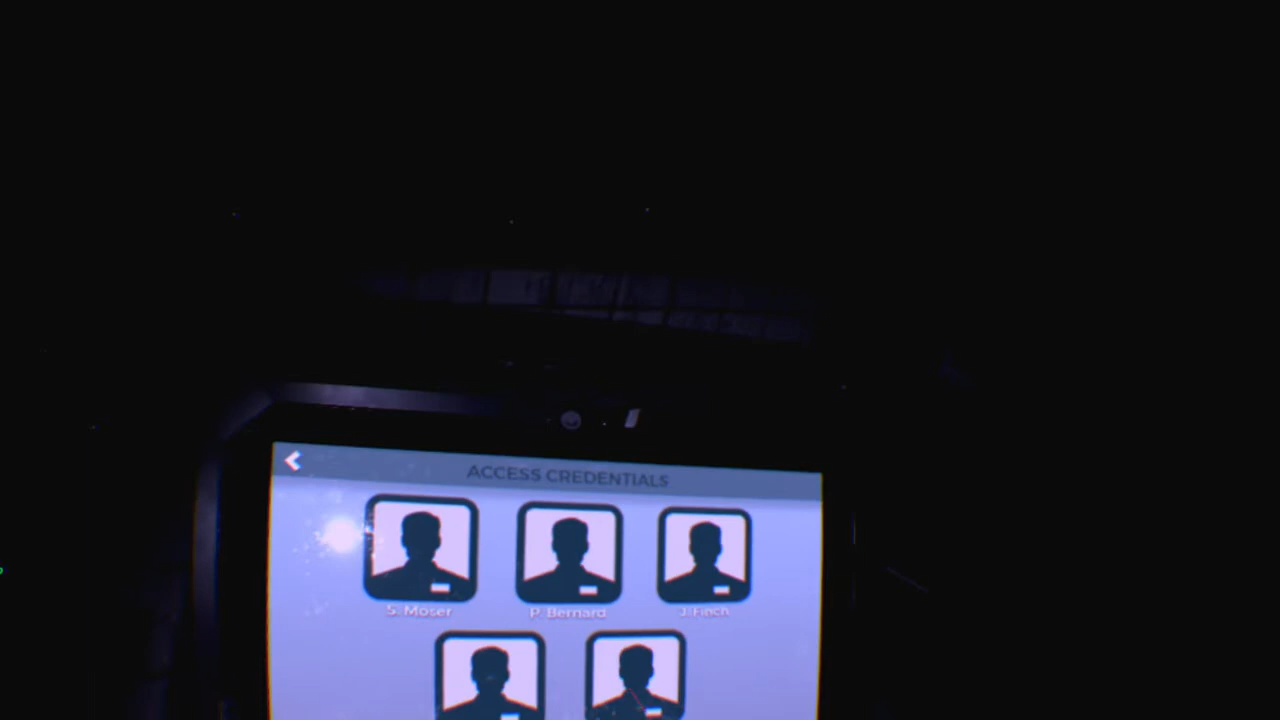 ACCESS CREDENTIALS
S. Moser
P. Bernard
J. Finch